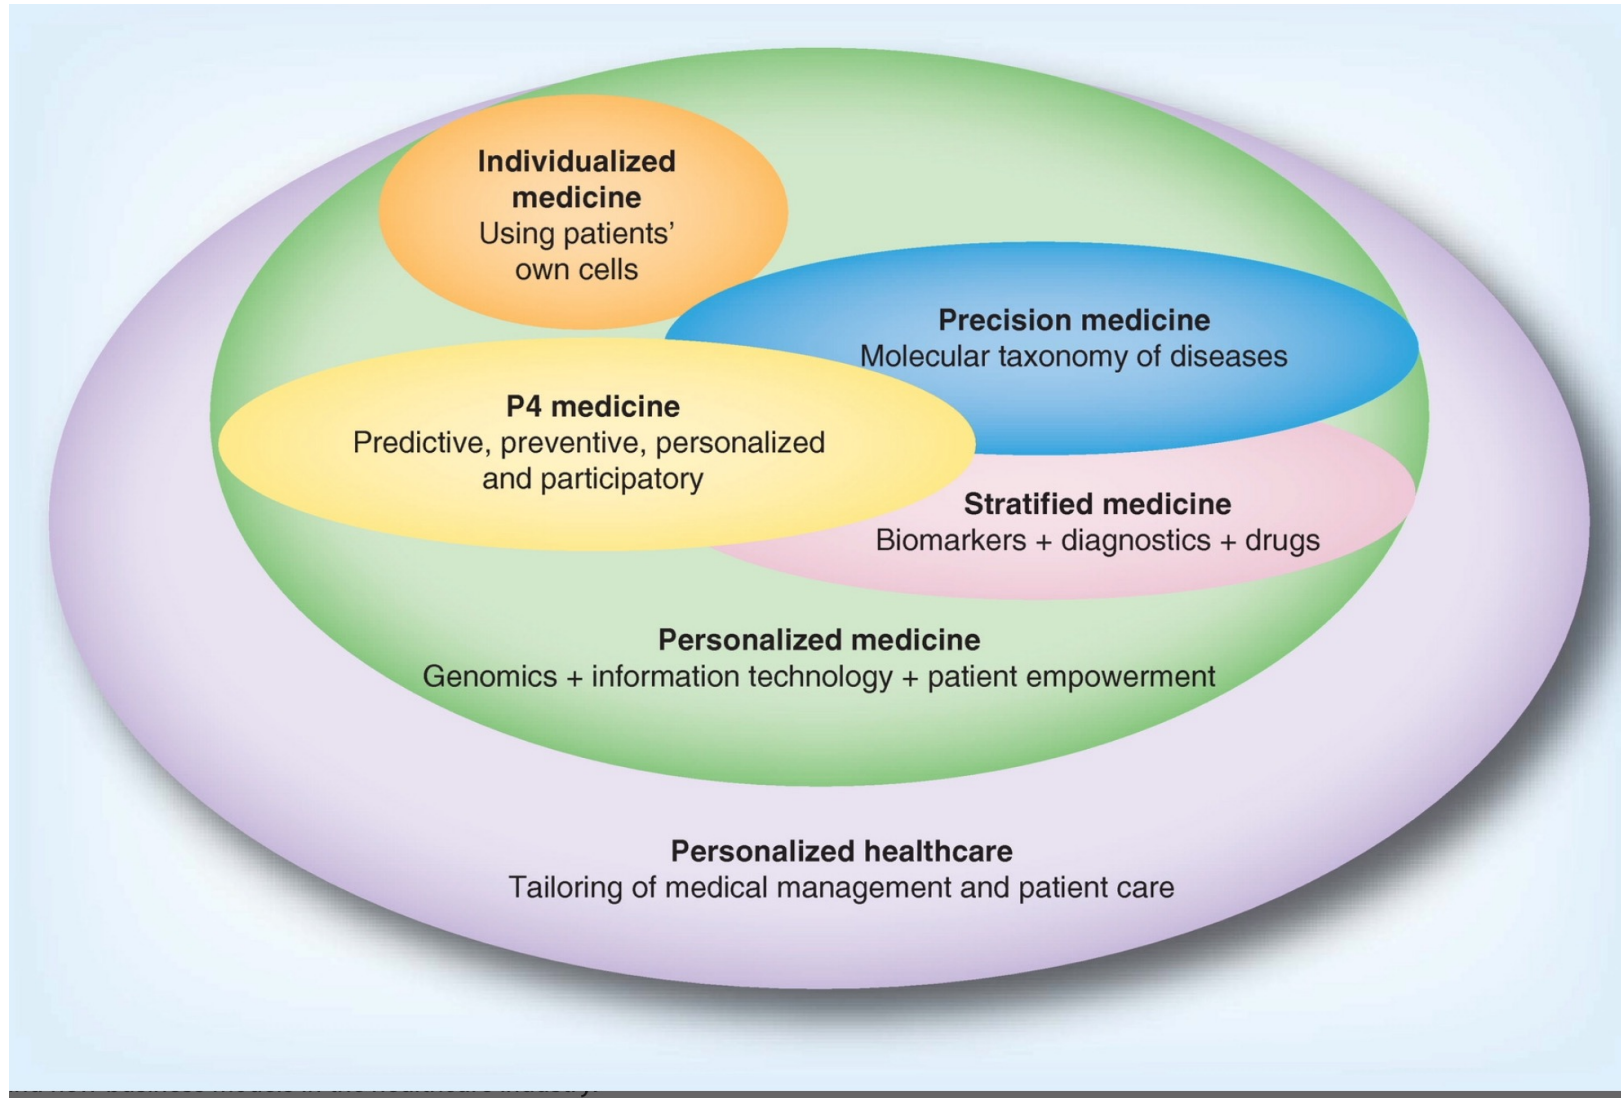 Individualized
medicine
Using patients’
own cells
Precision medicine
Molecular taxonomy of diseases
P4 medicine
Predictive, preventive, personalized
and participatory
Stratified medicine
Biomarkers + diagnostics + drugs
Personalized medicine
Genomics + information technology + patient empowerment
Personalized healthcare
Tailoring of medical management and patient care